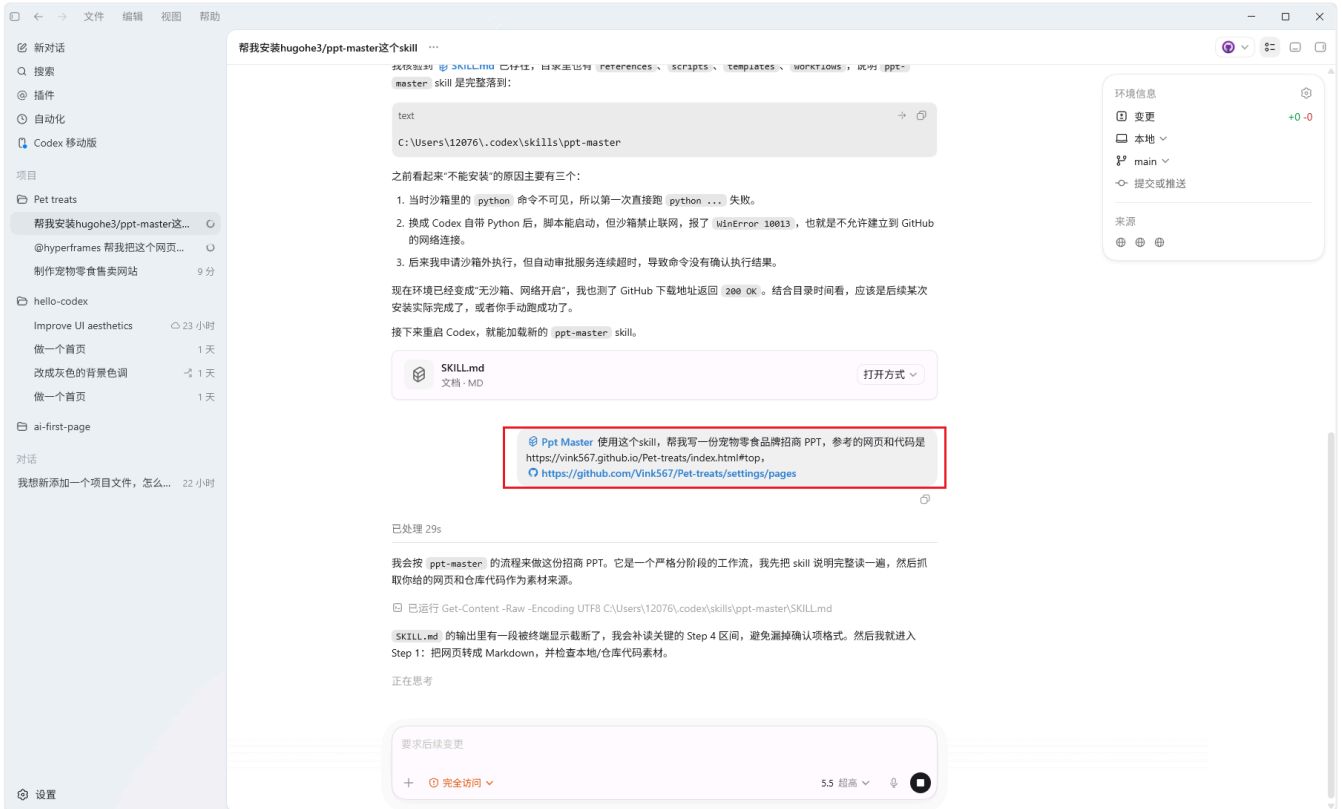 文件 编辑 视图 帮助
新对话
搜索
插件
自动化
Codex 移动版
项目
Pet treats
帮我安装hugohe3/ppt-master这...
@hyperframes 帮我把这个网页...
制作宠物零食售卖网站 9 分
hello-codex
Improve UI aesthetics 23 小时
做一个首页 1 天
改成灰色的背景色调 1 天
做一个首页 1 天
ai-first-page
对话
我想新添加一个项目文件，怎么... 22 小时
设置
帮我安装hugohe3/ppt-master这个skill ···
我核验到 SKILL.md 已存在，目录里也有 references 、 scripts 、 templates 、 workflows ，说明 ppt-
master skill 是完整落到：
text
C:\Users\12076\.codex\skills\ppt-master
之前看起来“不能安装”的原因主要有三个：
1. 当时沙箱里的 python 命令不可见，所以第一次直接跑 python ... 失败。
2. 换成 Codex 自带 Python 后，脚本能启动，但沙箱禁止联网，报了 WinError 10013 ，也就是不允许建立到 GitHub
的网络连接。
3. 后来我申请沙箱外执行，但自动审批服务连续超时，导致命令没有确认执行结果。
现在环境已经变成“无沙箱、网络开启”，我也测了 GitHub 下载地址返回 200 OK 。结合目录时间看，应该是后续某次
安装实际完成了，或者你手动跑成功了。
接下来重启 Codex，就能加载新的 ppt-master skill。
SKILL.md
文档 · MD
打开方式
Ppt Master 使用这个skill，帮我写一份宠物零食品牌招商 PPT，参考的网页和代码是
https://vink567.github.io/Pet-treats/index.html#top，
https://github.com/Vink567/Pet-treats/settings/pages
已处理 29s
我会按 ppt-master 的流程来做这份招商 PPT。它是一个严格分阶段的工作流，我先把 skill 说明完整读一遍，然后抓
取你给的网页和仓库代码作为素材来源。
已运行 Get-Content -Raw -Encoding UTF8 C:\Users\12076\.codex\skills\ppt-master\SKILL.md
SKILL.md 的输出里有一段被终端显示截断了，我会补读关键的 Step 4 区间，避免漏掉确认项格式。然后我就进入
Step 1：把网页转成 Markdown，并检查本地/仓库代码素材。
正在思考
要求后续变更
完全访问
5.5 超高
环境信息
变更 +0 -0
本地
main
提交或推送
来源